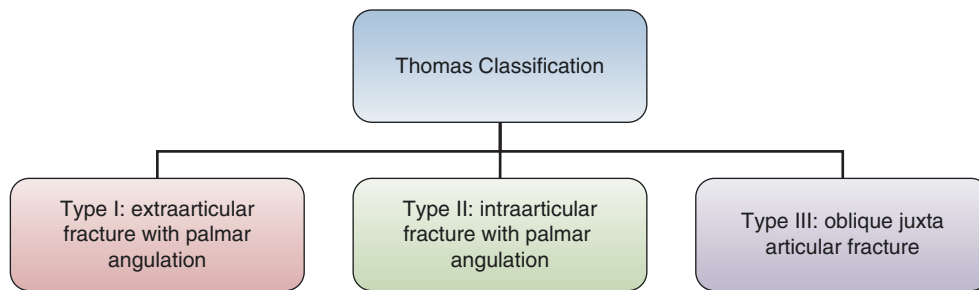 Thomas Classification
Type I: extraarticular
fracture with palmar
angulation
Type II: intraarticular
fracture with palmar
angulation
Type III: oblique juxta
articular fracture